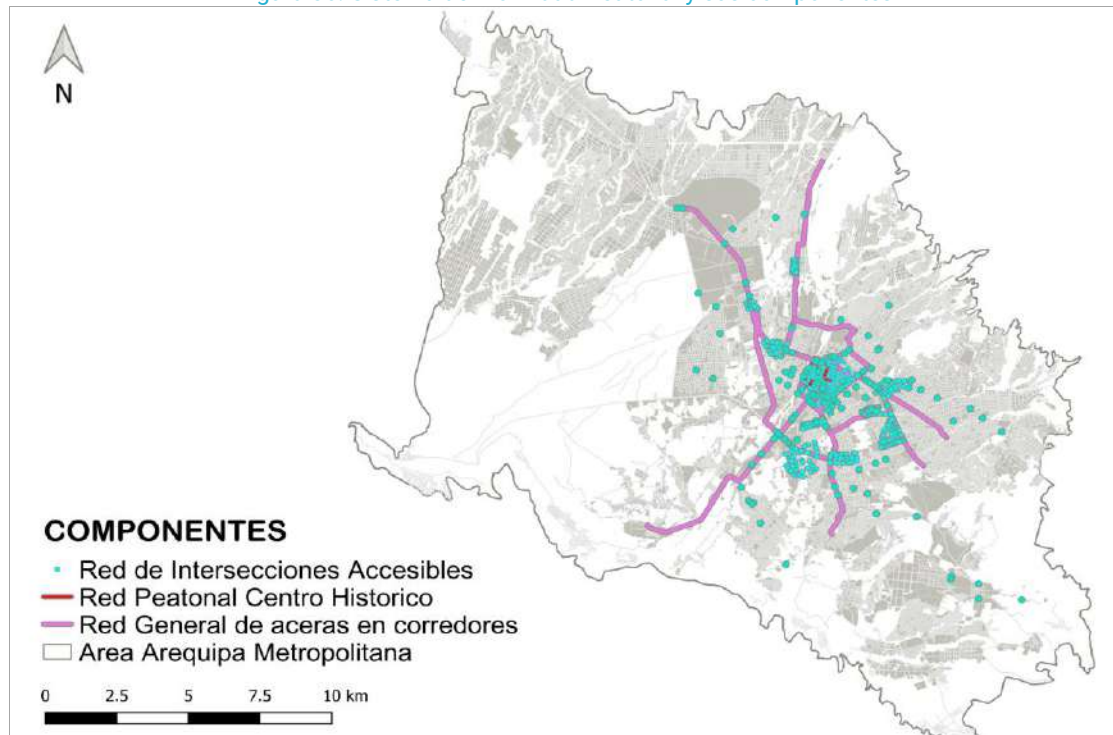 N
COMPONENTES
Red de Intersecciones Accesibles
Red Peatonal Centro Historico
Red General de aceras en corredores
Area Arequipa Metropolitana
0 2.5 5 7.5 10 km